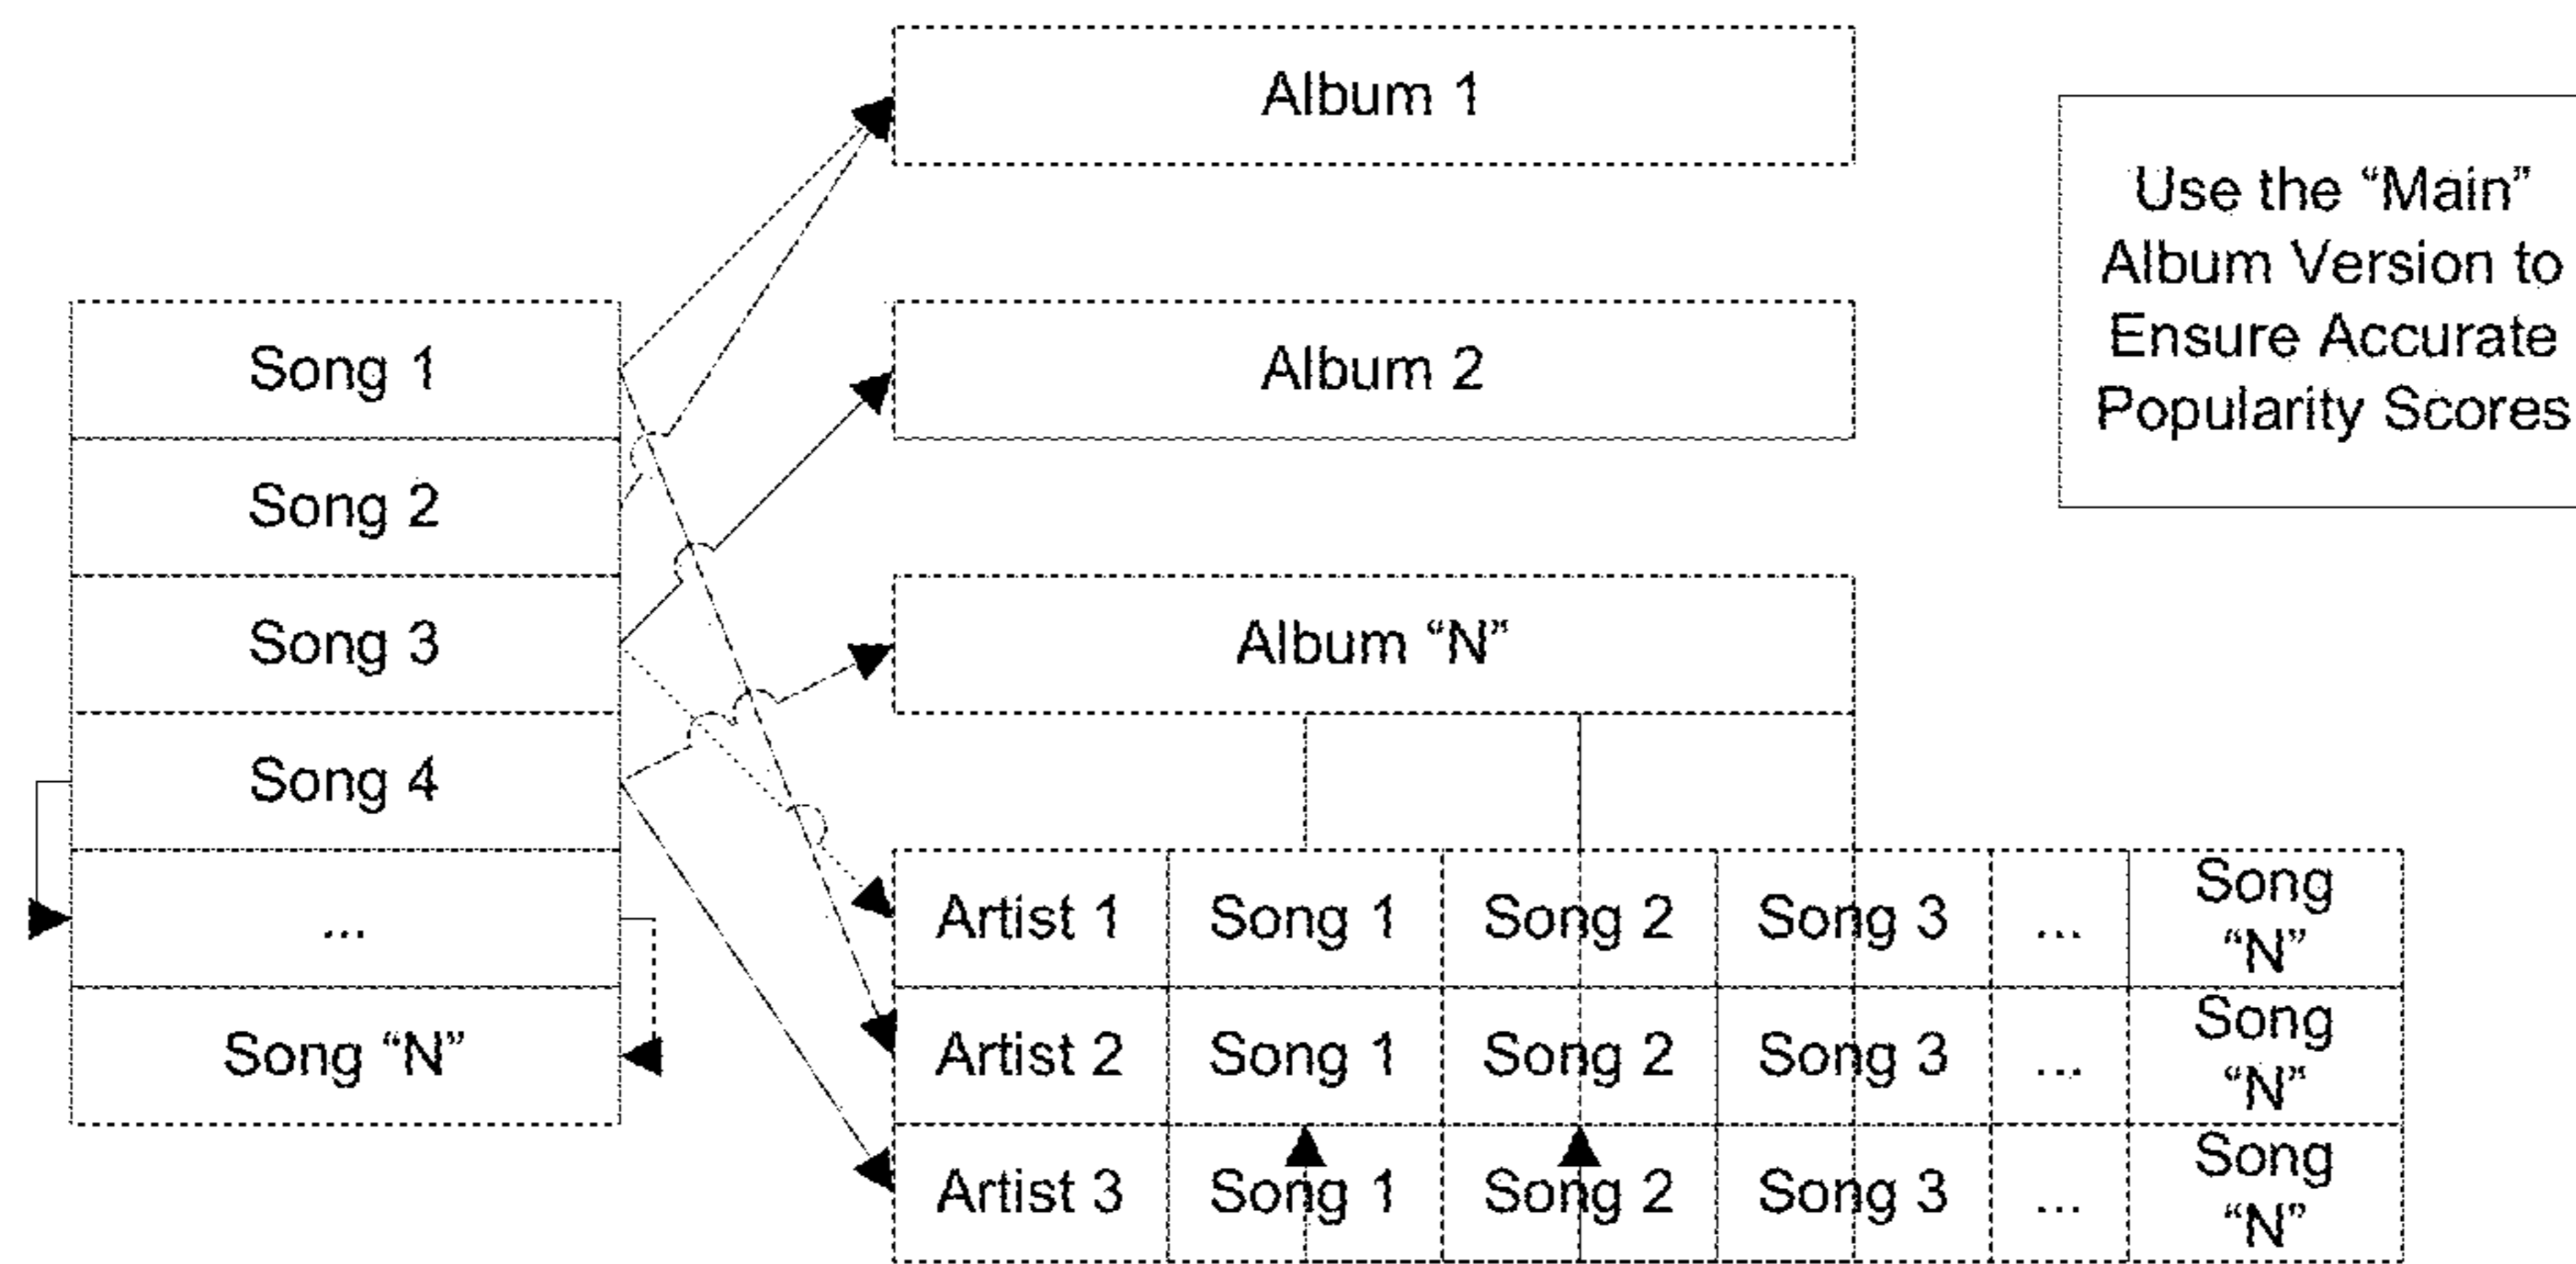 Album 1
Use the “Main”
Album Version to
Ensure Accurate
Popularity Scores
Song 1
Song 2
Song 3
Song 4
...
Song “N”
Album 2
Album “N”
Artist 1 Song 1 Song 2 Song 3 ... Song
“N”
Artist 2 Song 1 Song 2 Song 3 ... Song
“N”
Artist 3 Song 1 Song 2 Song 3 ... Song
“N”